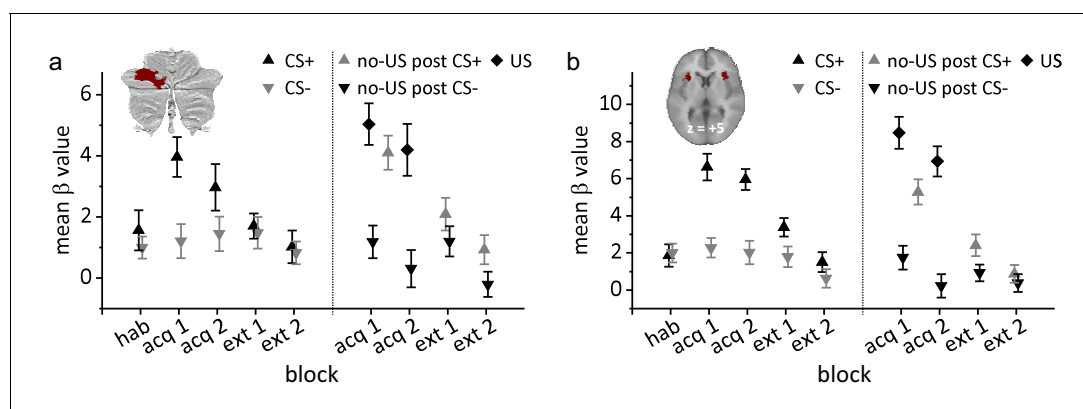 a
CS+
CS-
no-US post CS+
US
no-US post CS-
mean β value
6
4
2
0
hab
acq 1
acq 2
ext 1
ext 2
acq 1
acq 2
ext 1
ext 2
block
b
z = +5
CS+
CS-
no-US post CS+
US
no-US post CS-
mean β value
10
8
6
4
2
0
hab
acq 1
acq 2
ext 1
ext 2
acq 1
acq 2
ext 1
ext 2
block